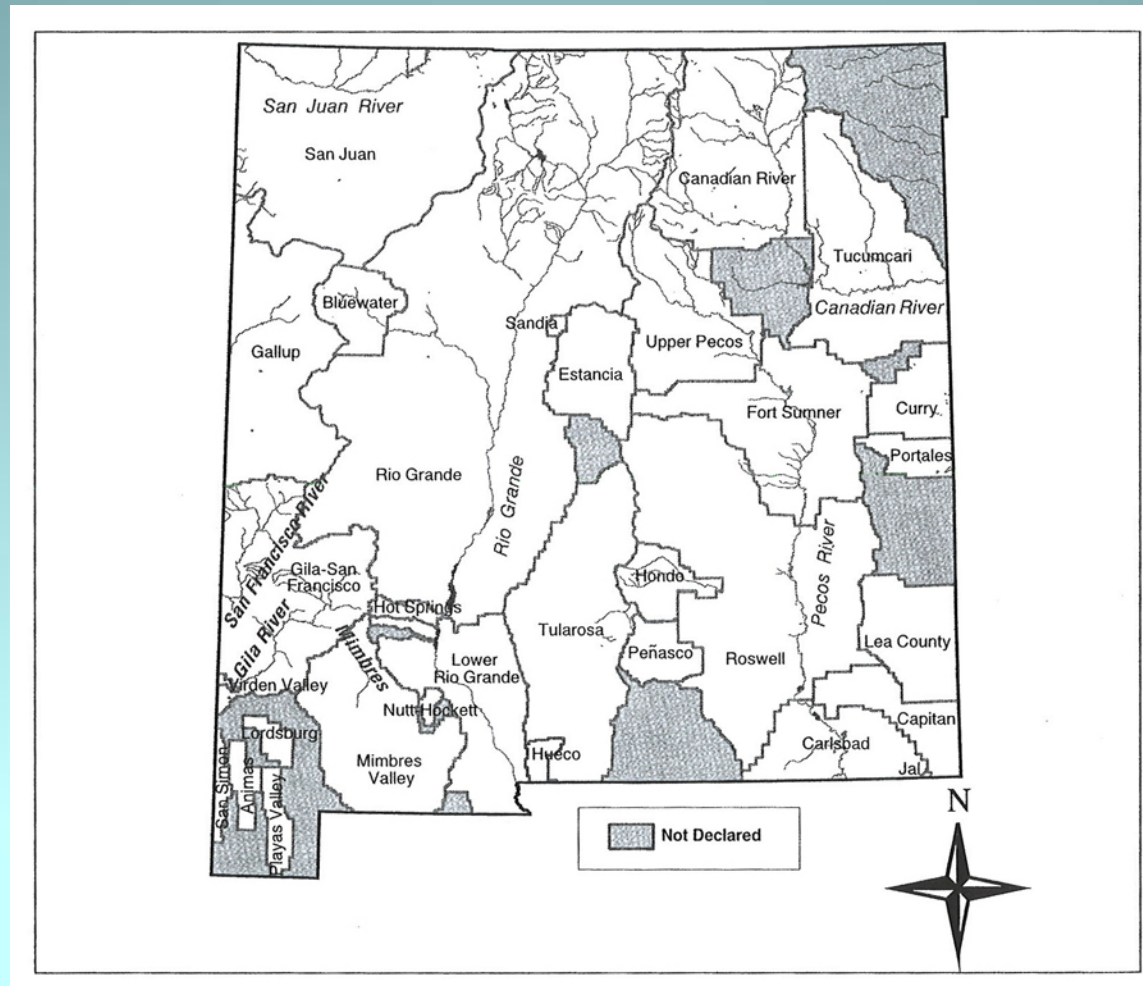 San Juan River
San Juan
Canadian River
Tucumcari
Canadian River
Bluewater
Sandia
Gallup
Upper Pecos
Estancia
Fort Sumner
Curry
Portales
Rio Grande
Rio Grande
San Francisco River
Gila-San
Francisco
Hondo
Pecos River
Hot Springs
Gila River
Mimbres
Tularosa
Lea County
Peñasco
Roswell
Lower
Rio Grande
Virden Valley
Nutt-Hockett
Capitan
Lordsburg
Carlsbad
Hueco
Mimbres
Valley
Jal
San Simon
Animas
Playas Valley
Not Declared
N